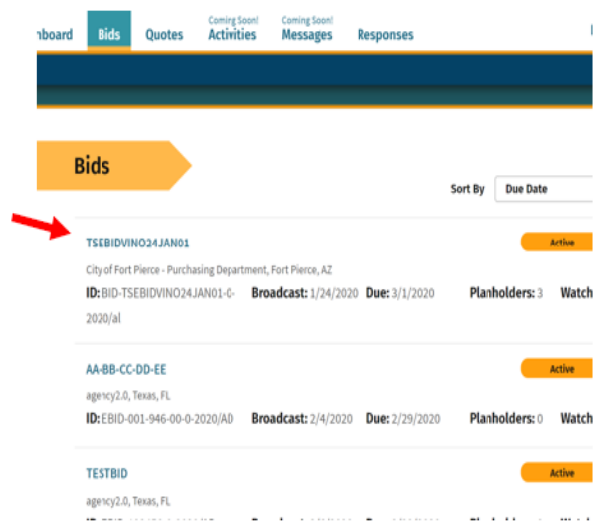 Bids Quotes Coming Soon! Activities Coming Soon! Messages Responses
Bids
Sort By Due Date
TSEBIDVINO24JAN01 Active
City of Fort Pierce - Purchasing Department, Fort Pierce, AZ
ID: BID-TSEBIDVINO24JAN01-0- Broadcast: 1/24/2020 Due: 3/1/2020 Planholders: 3 Watch
2020/al
AA-BB-CC-DD-EE Active
agency2.0, Texas, FL
ID: EBID-001-946-00-0-2020/AD Broadcast: 2/4/2020 Due: 2/29/2020 Planholders: 0 Watch
TESTBID Active
agency2.0, Texas, FL